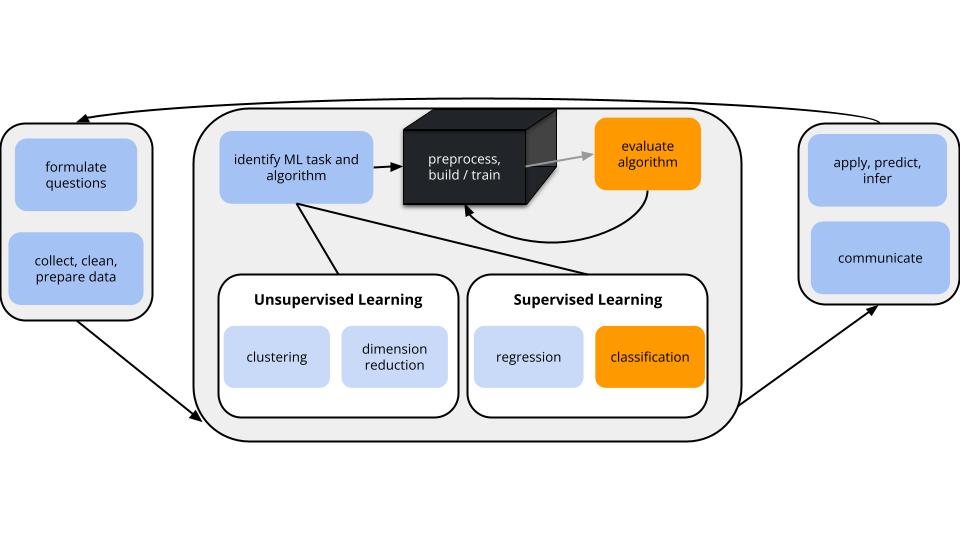 formulate
questions
collect, clean,
prepare data
identify ML task and
algorithm
preprocess,
build / train
evaluate
algorithm
Unsupervised Learning
clustering
dimension
reduction
Supervised Learning
regression
classification
apply, predict,
infer
communicate